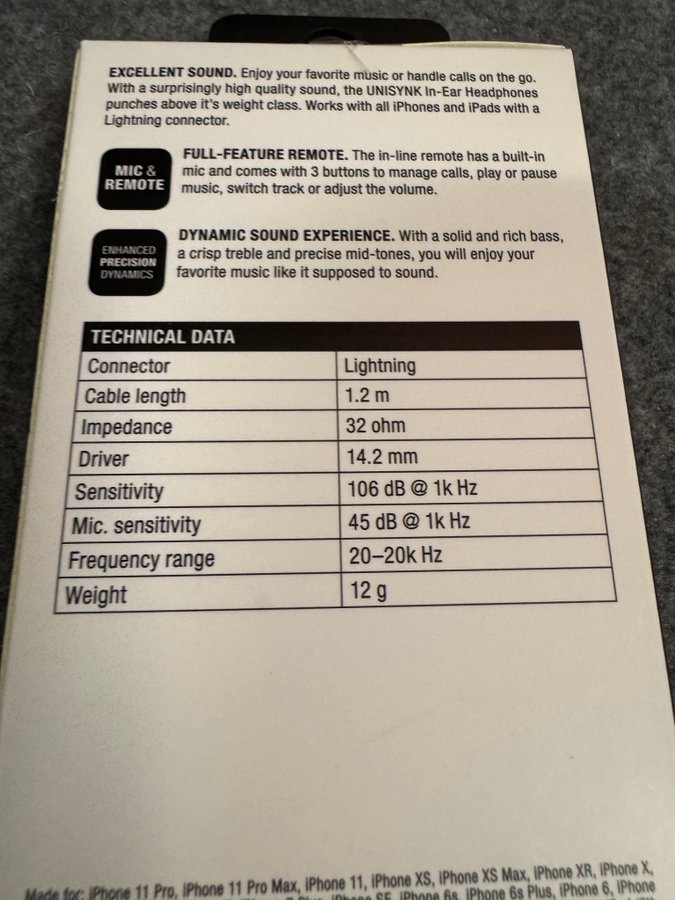 EXCELLENT SOUND. Enjoy your favorite music or handle calls on the go.
With a surprisingly high quality sound, the UNISYNK In-Ear Headphones
punches above it's weight class. Works with all iPhones and iPads with a
Lightning connector.
MIC &
REMOTE
FULL-FEATURE REMOTE. The in-line remote has a built-in
mic and comes with 3 buttons to manage calls, play or pause
music, switch track or adjust the volume.
ENHANCED
PRECISION
DYNAMICS
DYNAMIC SOUND EXPERIENCE. With a solid and rich bass,
a crisp treble and precise mid-tones, you will enjoy your
favorite music like it supposed to sound.
TECHNICAL DATA
Connector Lightning
Cable length 1.2 m
Impedance 32 ohm
Driver 14.2 mm
Sensitivity 106 dB @ 1k Hz
Mic. sensitivity 45 dB @ 1k Hz
Frequency range 20–20k Hz
Weight 12 g
Made for: iPhone 11 Pro, iPhone 11 Pro Max, iPhone 11, iPhone XS, iPhone XS Max, iPhone XR, iPhone X,
iPhone 6s, iPhone 6s Plus, iPhone 6, iPhone